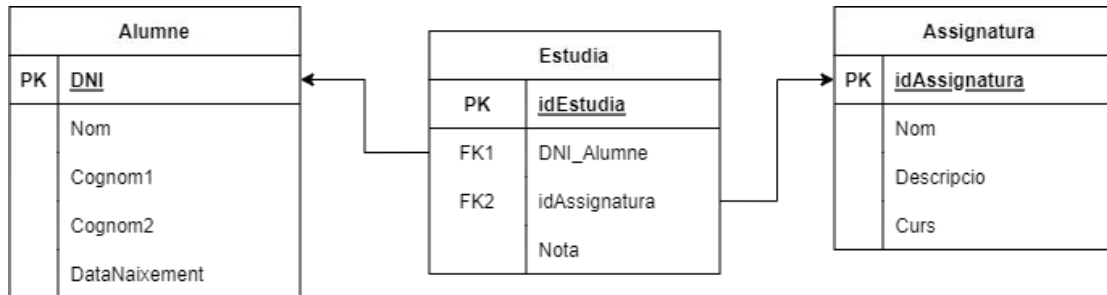 Alumne
PK DNI
Nom
Cognom1
Cognom2
DataNaixement
Estudia
PK idEstudia
FK1 DNI_Alumne
FK2 idAssignatura
Nota
Assignatura
PK idAssignatura
Nom
Descripcio
Curs